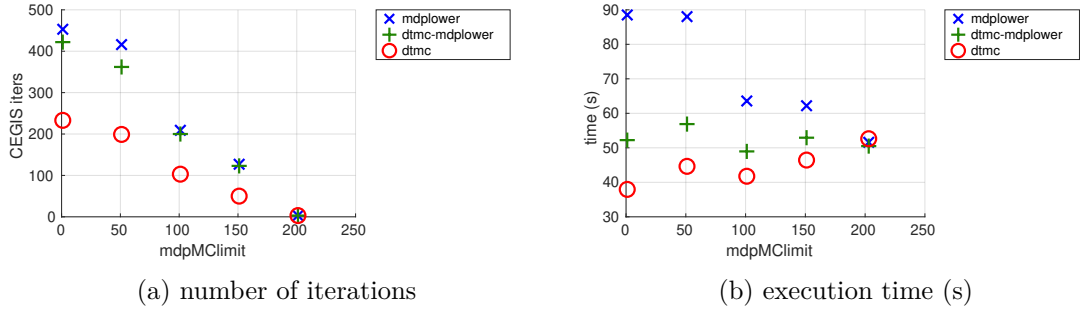 500
400
300
200
100
0
CEGIS iters
0 50 100 150 200 250
mdpMClimit
mdplower
dtmc-mdplower
dtmc
(a) number of iterations
90
80
70
60
50
40
30
time (s)
0 50 100 150 200 250
mdpMClimit
mdplower
dtmc-mdplower
dtmc
(b) execution time (s)